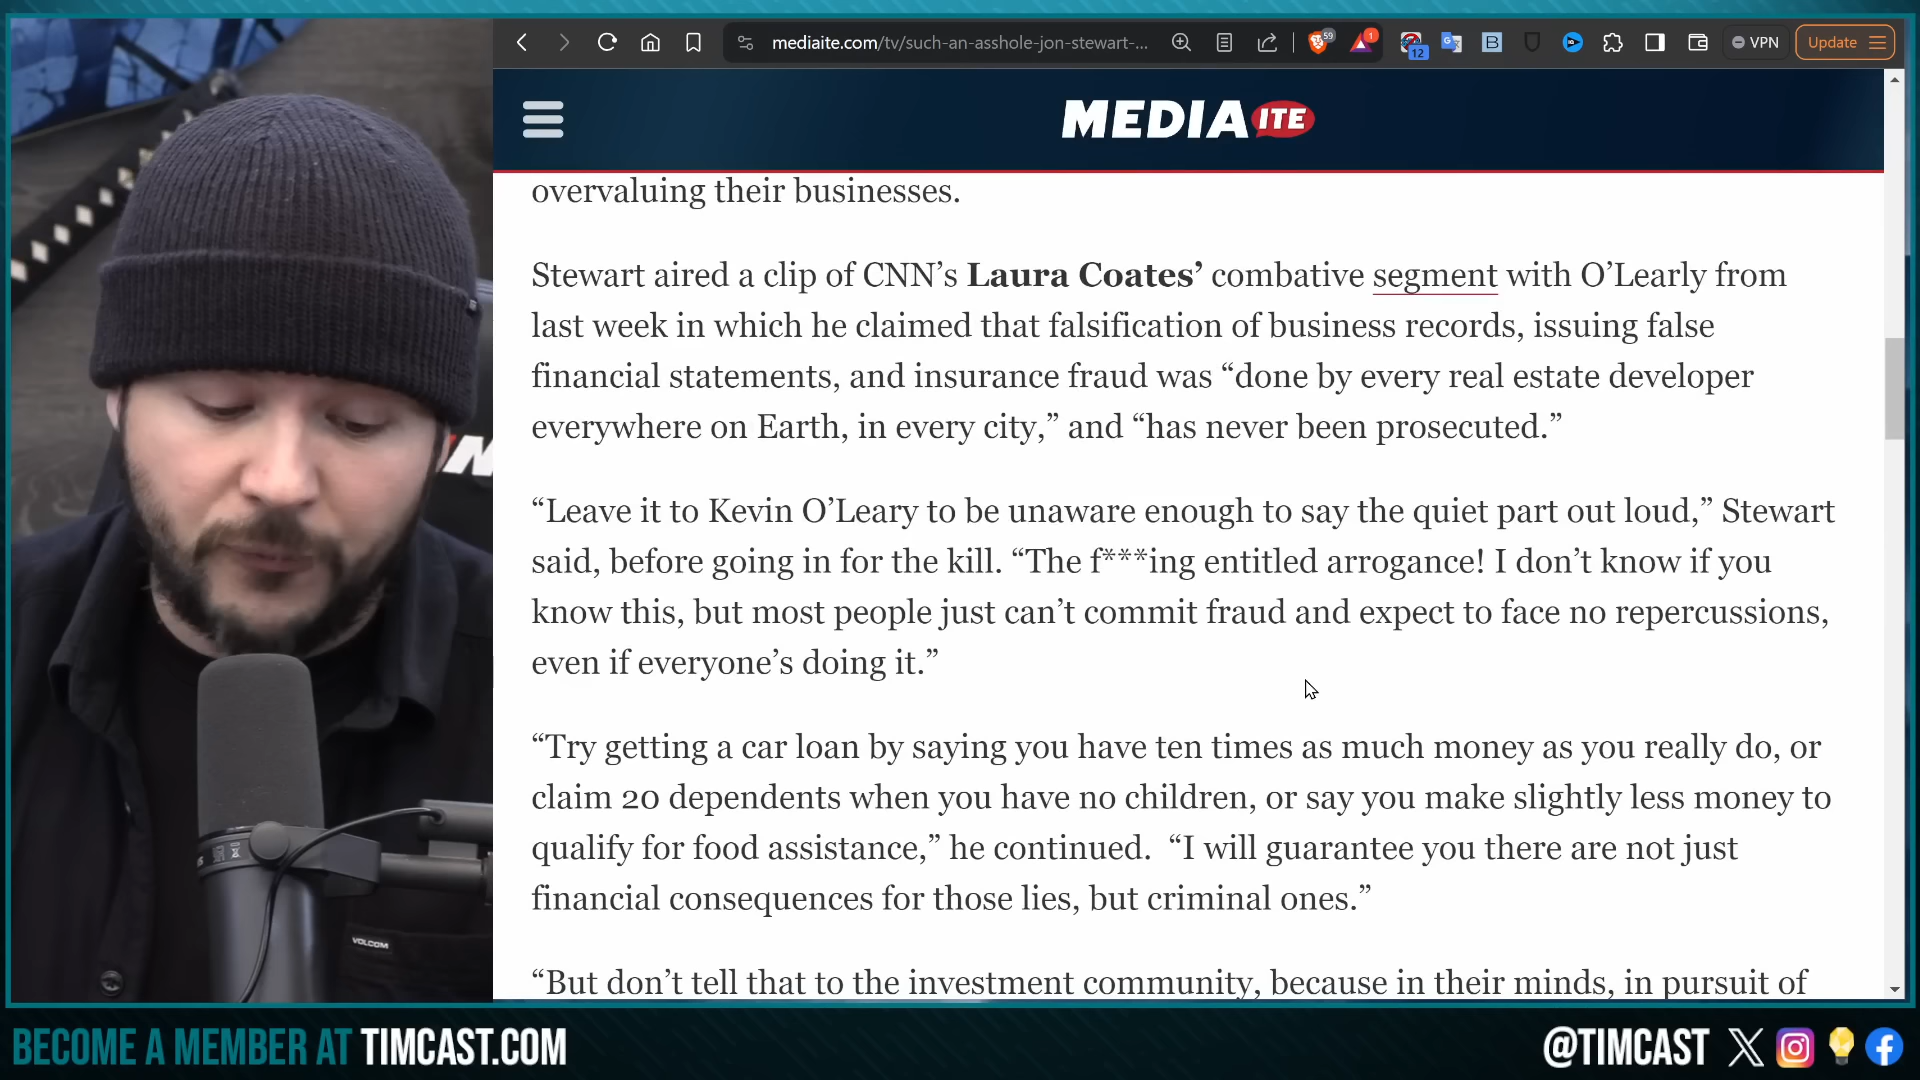 mediaite.com/tv/such-an-asshole-jon-stewart-...
59
1
12
VPN
Update
MEDIAITE
overvaluing their businesses.
Stewart aired a clip of CNN’s Laura Coates’ combative segment with O’Learly from
last week in which he claimed that falsification of business records, issuing false
financial statements, and insurance fraud was “done by every real estate developer
everywhere on Earth, in every city,” and “has never been prosecuted.”
“Leave it to Kevin O’Leary to be unaware enough to say the quiet part out loud,” Stewart
said, before going in for the kill. “The f***ing entitled arrogance! I don’t know if you
know this, but most people just can’t commit fraud and expect to face no repercussions,
even if everyone’s doing it.”
“Try getting a car loan by saying you have ten times as much money as you really do, or
claim 20 dependents when you have no children, or say you make slightly less money to
qualify for food assistance,” he continued.  “I will guarantee you there are not just
financial consequences for those lies, but criminal ones.”
“But don’t tell that to the investment community, because in their minds, in pursuit of
VOLCOM
BECOME A MEMBER AT TIMCAST.COM
@TIMCAST